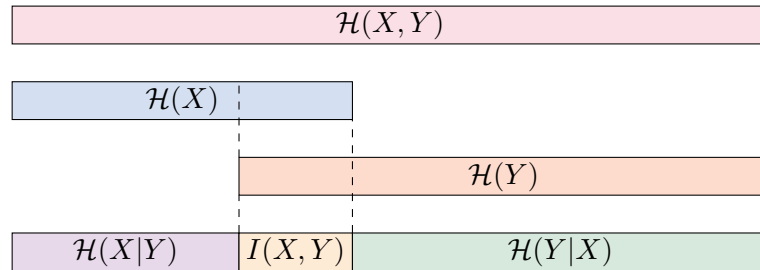 ℋ(X, Y)
ℋ(X)
ℋ(Y)
ℋ(X|Y) I(X, Y) ℋ(Y|X)